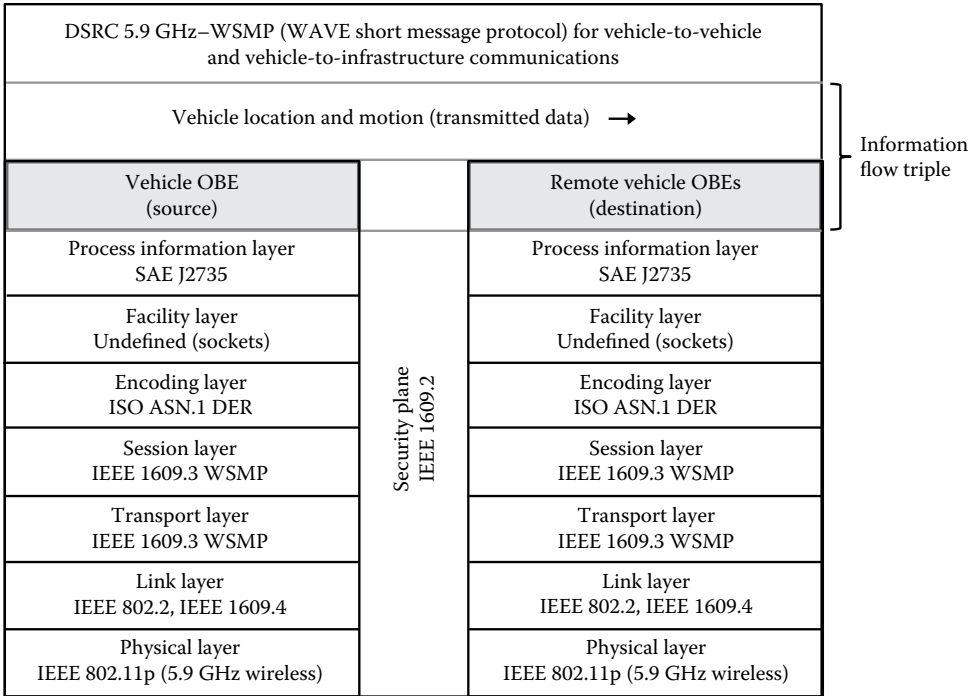 DSRC 5.9 GHz–WSMP (WAVE short message protocol) for vehicle-to-vehicle
and vehicle-to-infrastructure communications
Vehicle location and motion (transmitted data) →
Information
flow triple
Vehicle OBE
(source)
Remote vehicle OBEs
(destination)
Process information layer
SAE J2735
Facility layer
Undefined (sockets)
Encoding layer
ISO ASN.1 DER
Session layer
IEEE 1609.3 WSMP
Transport layer
IEEE 1609.3 WSMP
Link layer
IEEE 802.2, IEEE 1609.4
Physical layer
IEEE 802.11p (5.9 GHz wireless)
Security plane
IEEE 1609.2
Process information layer
SAE J2735
Facility layer
Undefined (sockets)
Encoding layer
ISO ASN.1 DER
Session layer
IEEE 1609.3 WSMP
Transport layer
IEEE 1609.3 WSMP
Link layer
IEEE 802.2, IEEE 1609.4
Physical layer
IEEE 802.11p (5.9 GHz wireless)